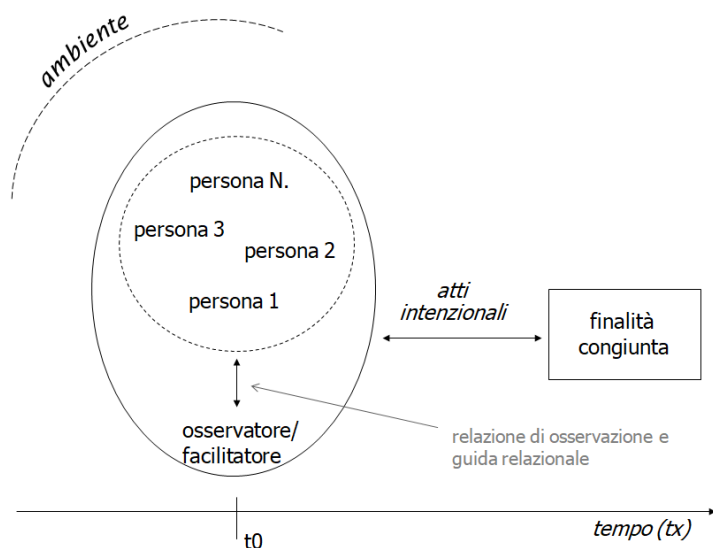 ambiente
persona N.
persona 3
persona 2
persona 1
atti
intenzionali
finalità
congiunta
osservatore/
facilitatore
relazione di osservazione e
guida relazionale
t0
tempo (tx)